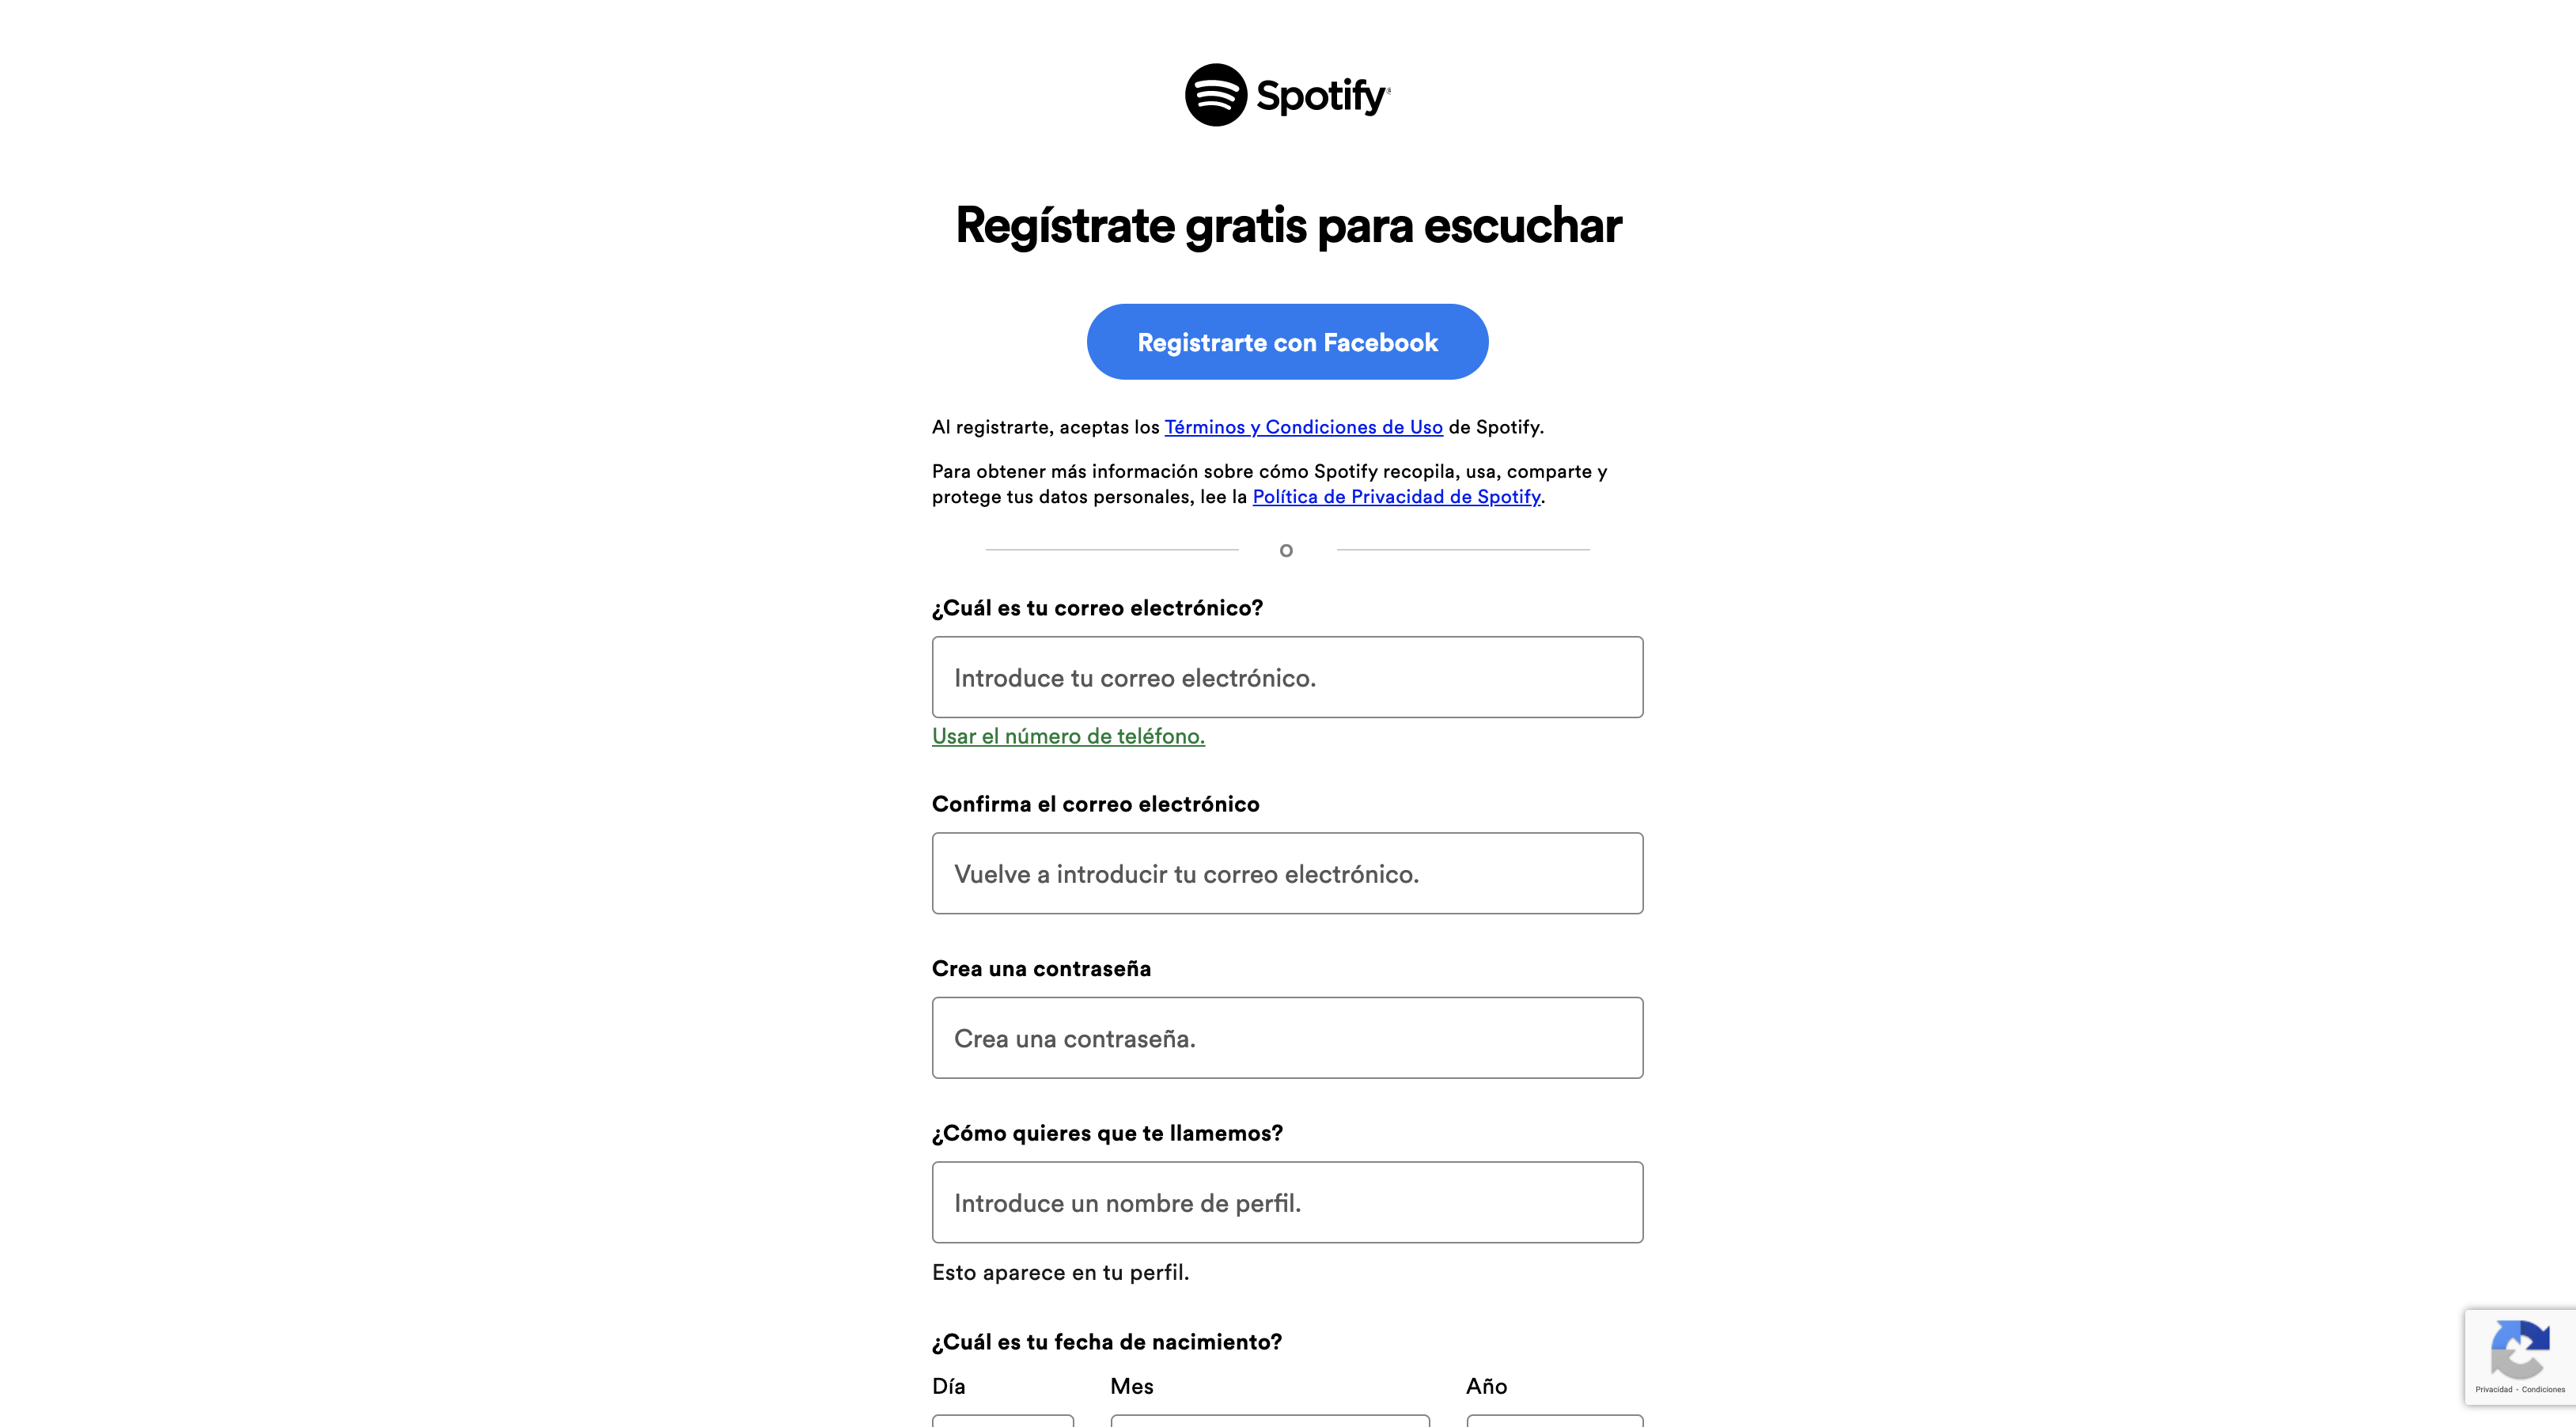 Spotify®
Regístrate gratis para escuchar
Registrarte con Facebook
Al registrarte, aceptas los Términos y Condiciones de Uso de Spotify.
Para obtener más información sobre cómo Spotify recopila, usa, comparte y
protege tus datos personales, lee la Política de Privacidad de Spotify.
o
¿Cuál es tu correo electrónico?
Introduce tu correo electrónico.
Usar el número de teléfono.
Confirma el correo electrónico
Vuelve a introducir tu correo electrónico.
Crea una contraseña
Crea una contraseña.
¿Cómo quieres que te llamemos?
Introduce un nombre de perfil.
Esto aparece en tu perfil.
¿Cuál es tu fecha de nacimiento?
Día Mes Año
Privacidad - Condiciones